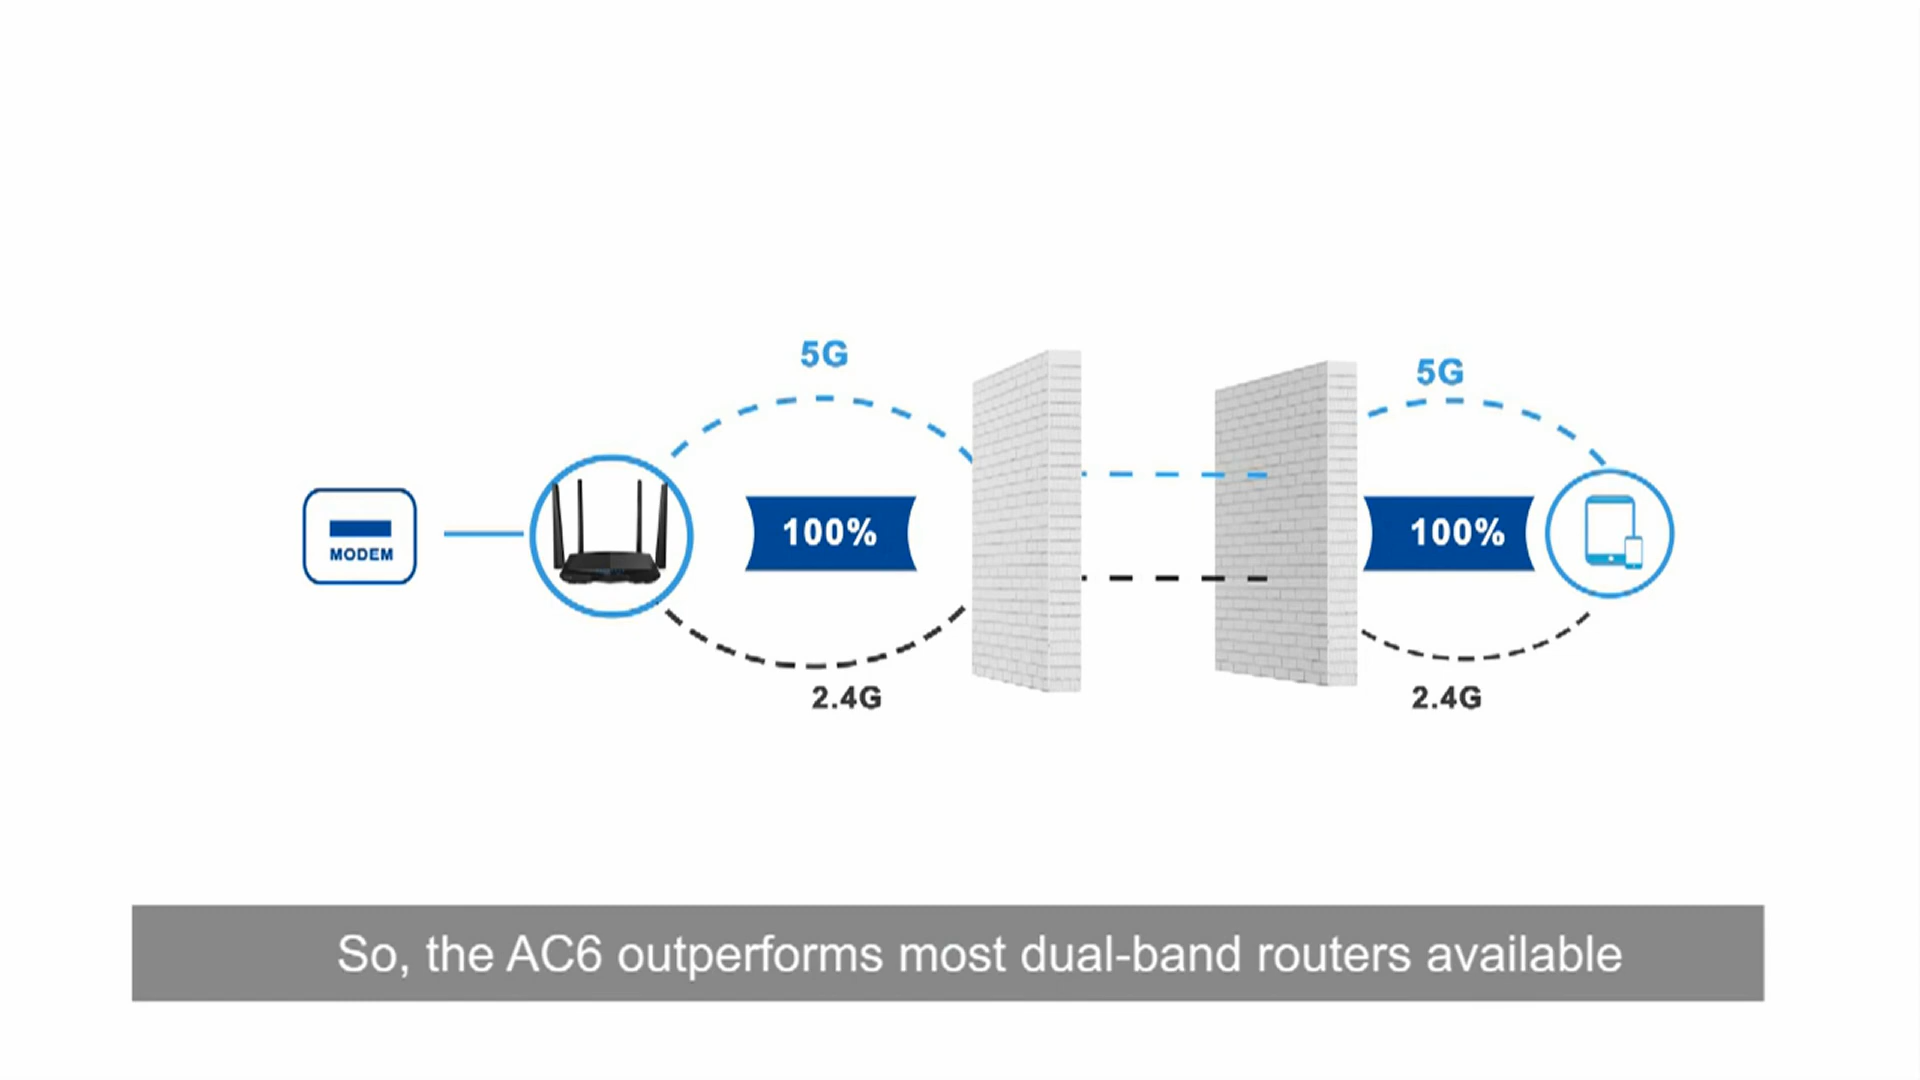 5G
5G
MODEM
100%
100%
2.4G
2.4G
So, the AC6 outperforms most dual-band routers available